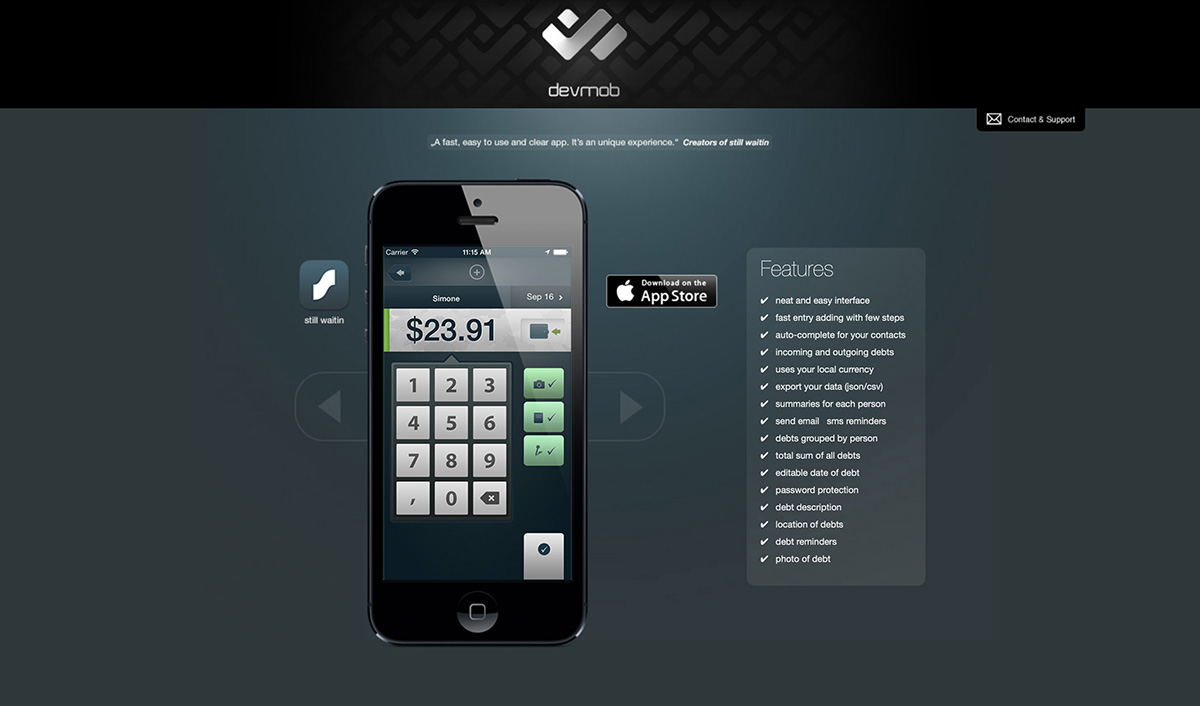 devmob
Contact & Support
„A fast, easy to use and clear app. It's an unique experience." Creators of still waitin
Carrier 11:15 AM
Simone Sep 16
$23.91
1 2 3
4 5 6
7 8 9
, 0
still waitin
Download on the
App Store
Features
✔ neat and easy interface
✔ fast entry adding with few steps
✔ auto-complete for your contacts
✔ incoming and outgoing debts
✔ uses your local currency
✔ export your data (json/csv)
✔ summaries for each person
✔ send email sms reminders
✔ debts grouped by person
✔ total sum of all debts
✔ editable date of debt
✔ password protection
✔ debt description
✔ location of debts
✔ debt reminders
✔ photo of debt